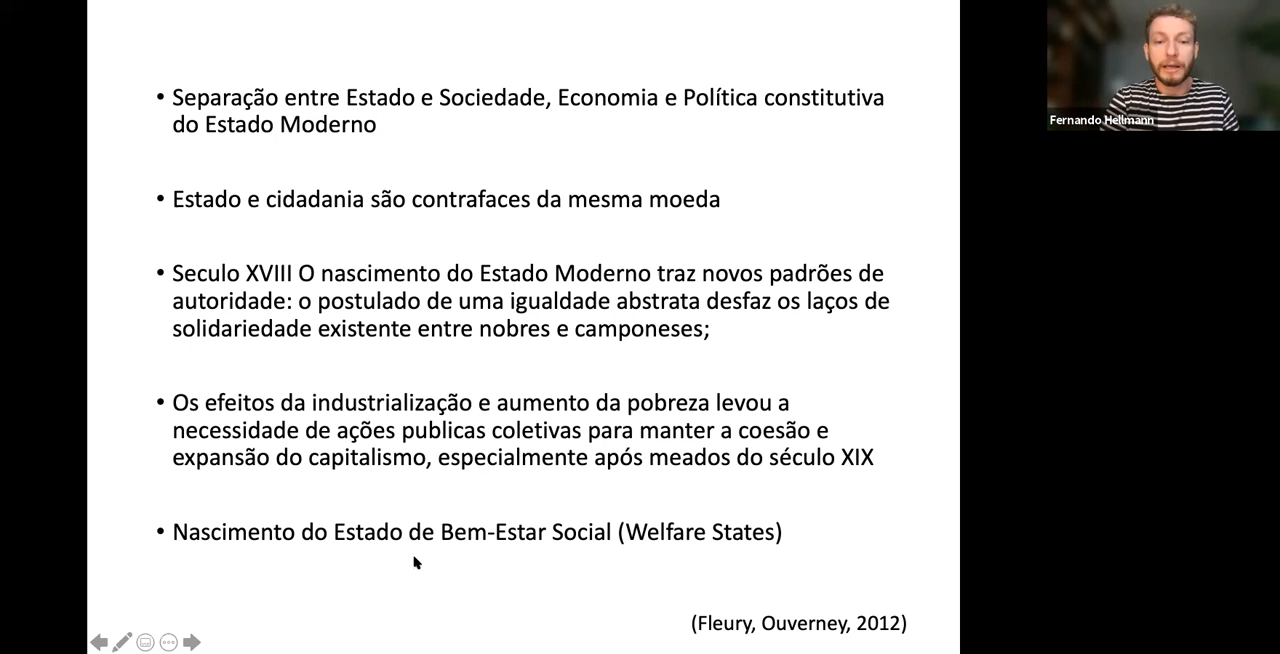 • Separação entre Estado e Sociedade, Economia e Política constitutiva
do Estado Moderno
• Estado e cidadania são contrafaces da mesma moeda
• Seculo XVIII O nascimento do Estado Moderno traz novos padrões de
autoridade: o postulado de uma igualdade abstrata desfaz os laços de
solidariedade existente entre nobres e camponeses;
• Os efeitos da industrialização e aumento da pobreza levou a
necessidade de ações publicas coletivas para manter a coesão e
expansão do capitalismo, especialmente após meados do século XIX
• Nascimento do Estado de Bem-Estar Social (Welfare States)
(Fleury, Ouverney, 2012)
Fernando Hellmann